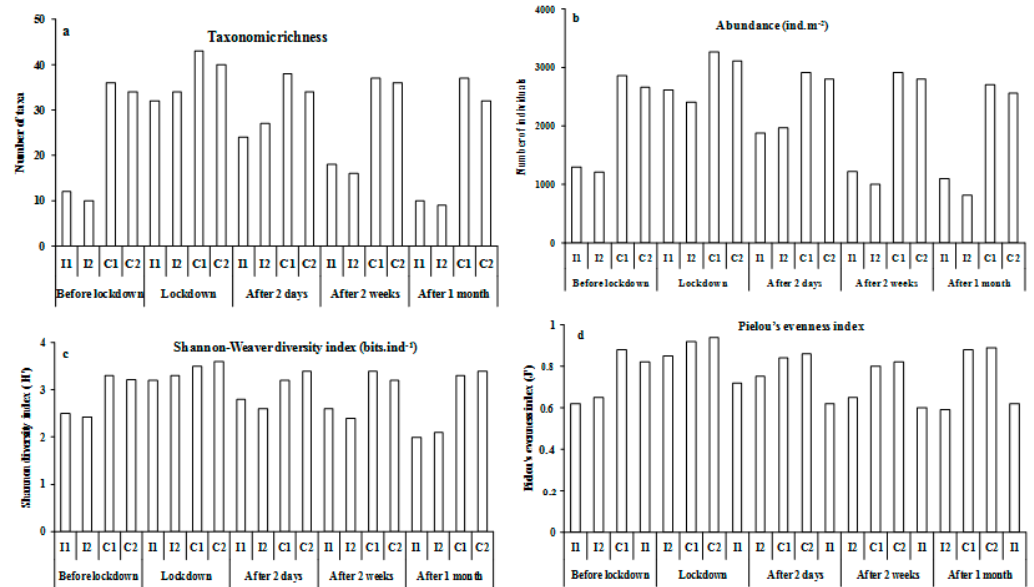 a
Taxonomic richness
Number of taxa
50
40
30
20
10
0
I1 I2 C1 C2 I1 I2 C1 C2 I1 I2 C1 C2 I1 I2 C1 C2 I1 I2 C1 C2
Before lockdown Lockdown After 2 days After 2 weeks After 1 month
b
Abundance (ind.m⁻²)
Number of individuals
4000
3000
2000
1000
0
I1 I2 C1 C2 I1 I2 C1 C2 I1 I2 C1 C2 I1 I2 C1 C2 I1 I2 C1 C2
Before lockdown Lockdown After 2 days After 2 weeks After 1 month
c
Shannon-Weaver diversity index (bits.ind⁻¹)
Shannon diversity index (H')
4
3
2
1
0
I1 I2 C1 C2 I1 I2 C1 C2 I1 I2 C1 C2 I1 I2 C1 C2 I1 I2 C1 C2
Before lockdown Lockdown After 2 days After 2 weeks After 1 month
d
Pielou's evenness index
Pielou's evenness index (J')
1
0.8
0.6
0.4
0.2
0
I1 I2 C1 I1 I2 C1 C2 I1 I2 C1 C2 I1 I2 C1 C2 I1 I2 C1 C2 I1
Before lockdown Lockdown After 2 days After 2 weeks After 1 month